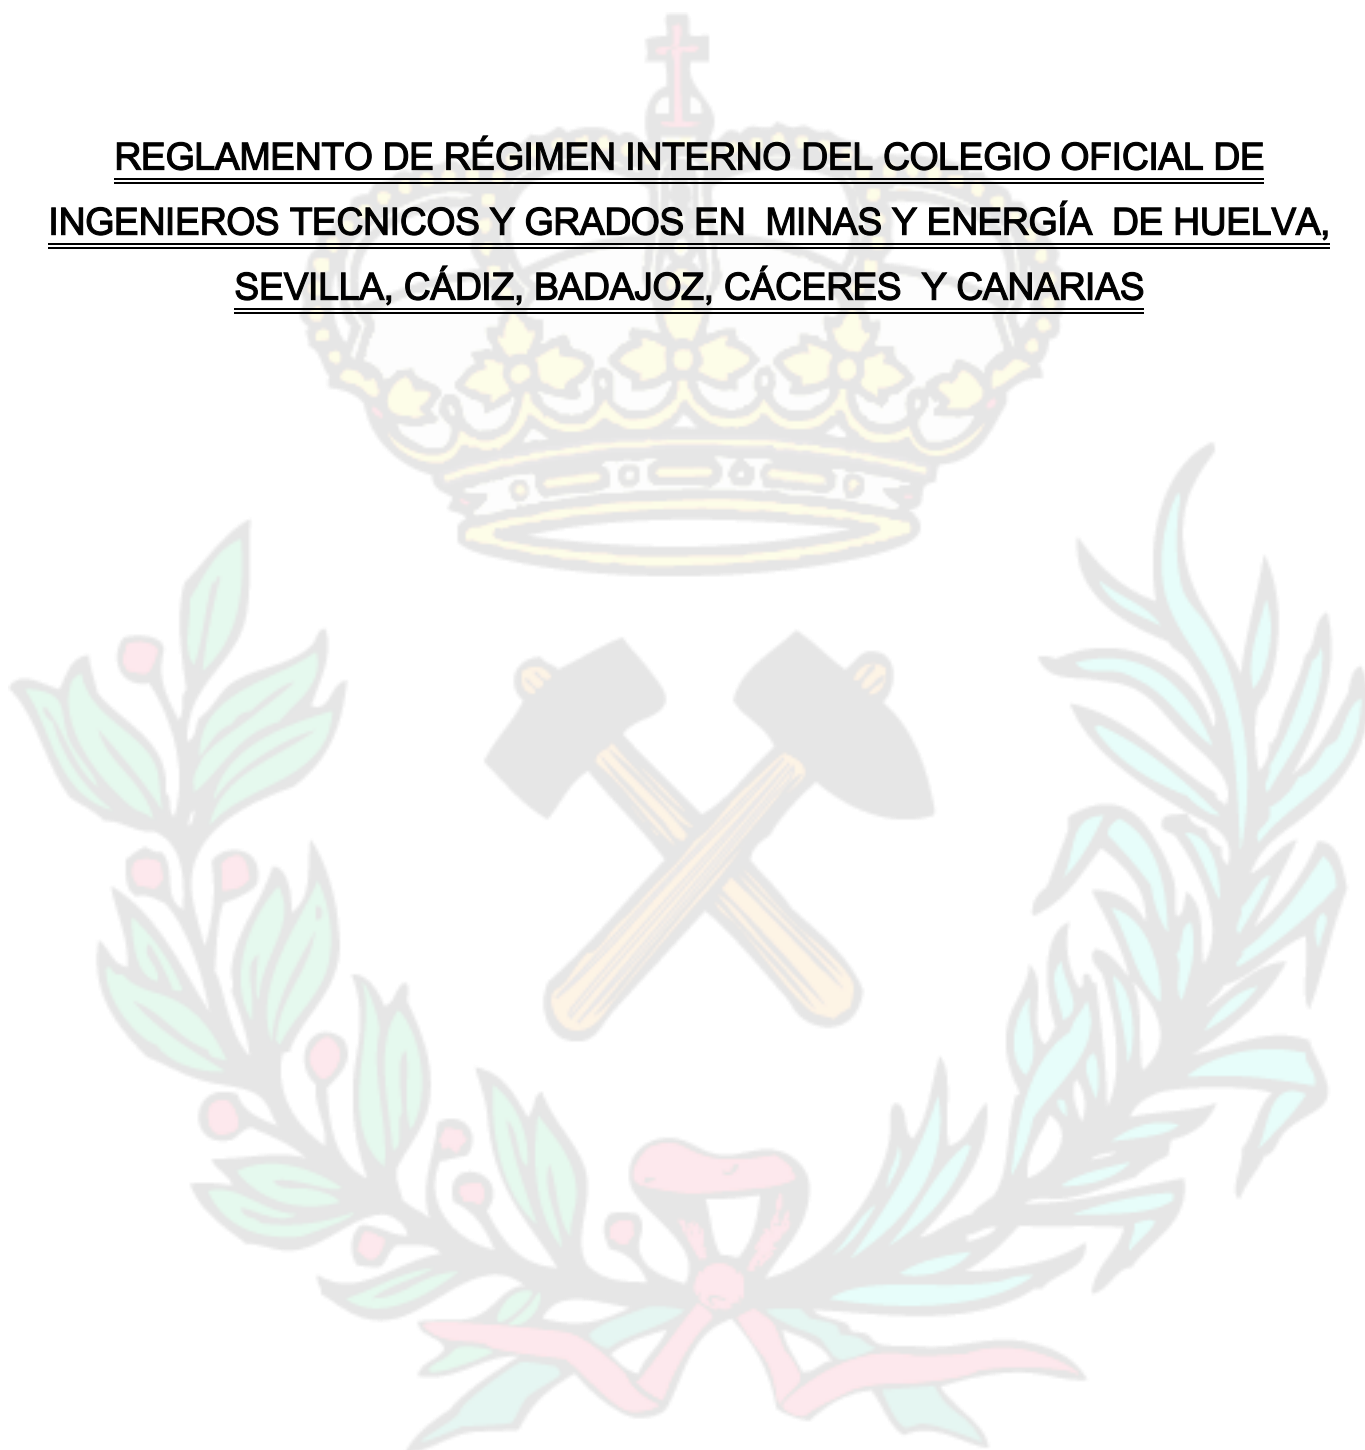 REGLAMENTO DE RÉGIMEN INTERNO DEL COLEGIO OFICIAL DE
INGENIEROS TECNICOS Y GRADOS EN MINAS Y ENERGÍA DE HUELVA,
SEVILLA, CÁDIZ, BADAJOZ, CÁCERES Y CANARIAS